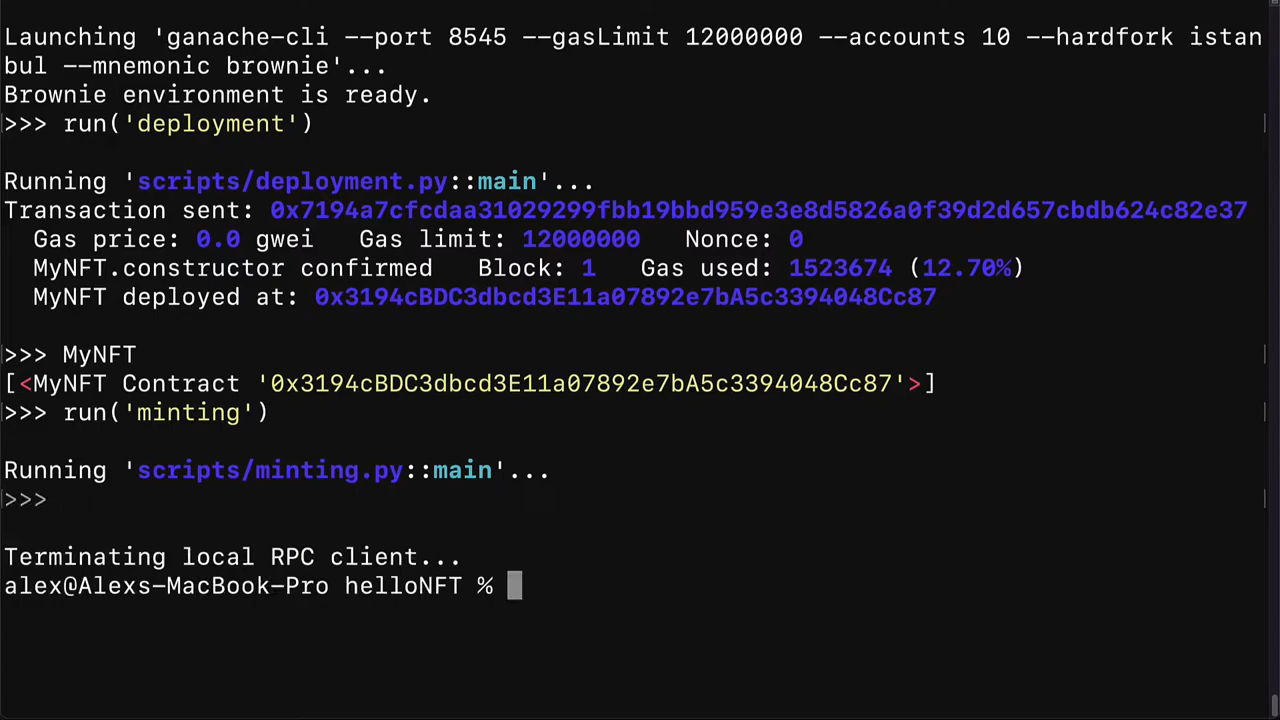 Launching 'ganache-cli --port 8545 --gasLimit 12000000 --accounts 10 --hardfork istan
bul --mnemonic brownie'...
Brownie environment is ready.
>>> run('deployment')
Running 'scripts/deployment.py::main'...
Transaction sent: 0x7194a7cfcdaa31029299fbb19bbd959e3e8d5826a0f39d2d657cbdb624c82e37
Gas price: 0.0 gwei   Gas limit: 12000000   Nonce: 0
MyNFT.constructor confirmed   Block: 1   Gas used: 1523674 (12.70%)
MyNFT deployed at: 0x3194cBDC3dbcd3E11a07892e7bA5c3394048Cc87
>>> MyNFT
[<MyNFT Contract '0x3194cBDC3dbcd3E11a07892e7bA5c3394048Cc87'>]
>>> run('minting')
Running 'scripts/minting.py::main'...
>>>
Terminating local RPC client...
alex@Alexs-MacBook-Pro helloNFT %